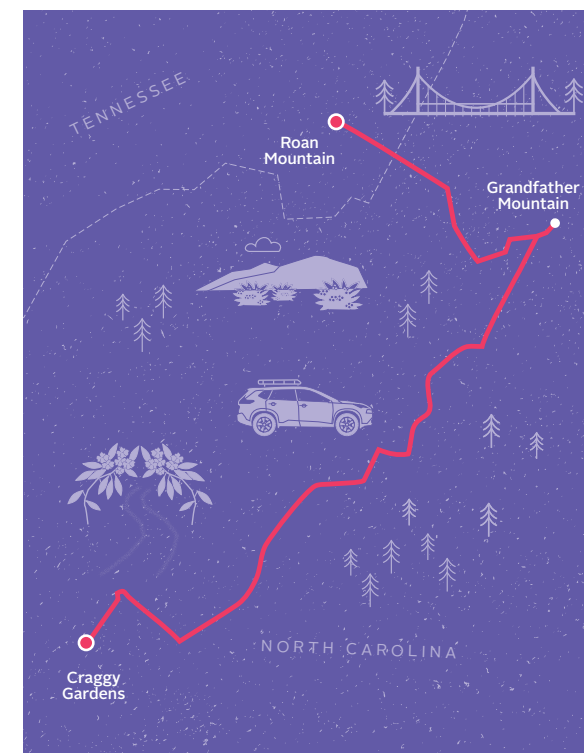 TENNESSEE
Roan
Mountain
Grandfather
Mountain
Craggy
Gardens
NORTH CAROLINA